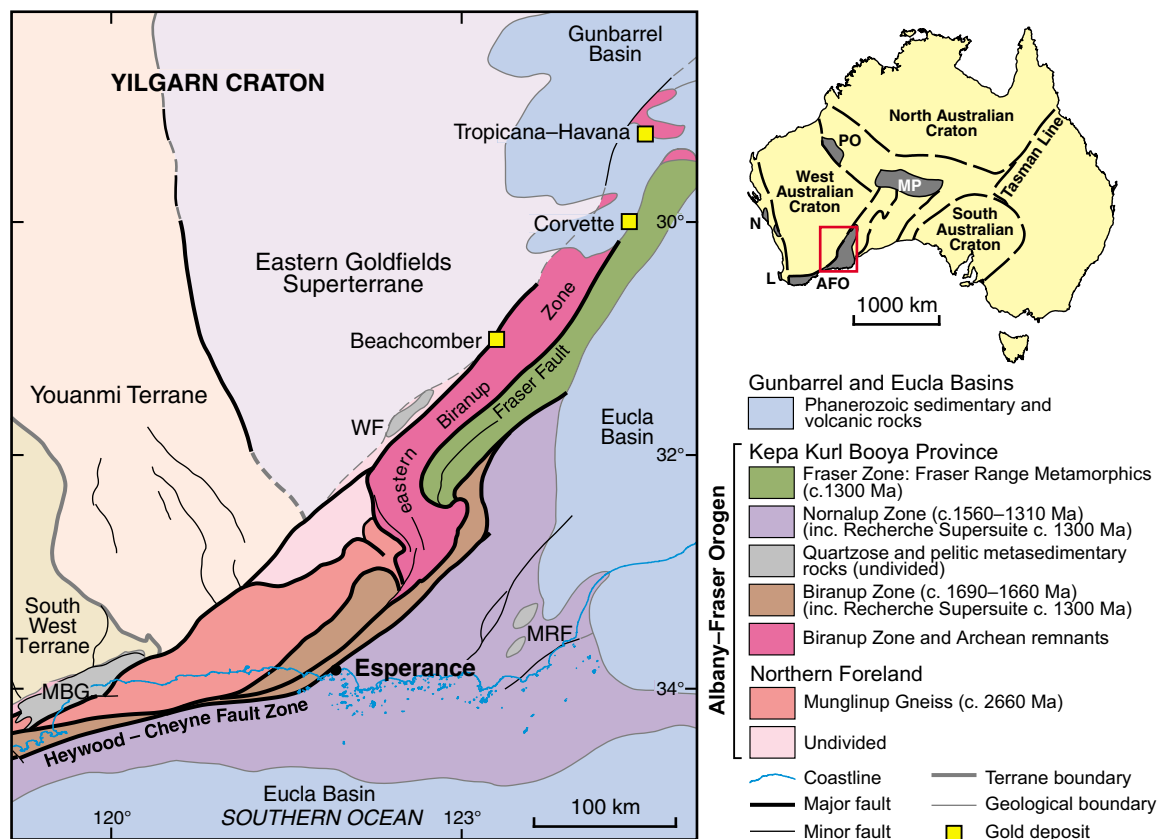 Gunbarrel
Basin
YILGARN CRATON
Tropicana–Havana
Corvette
30°
Eastern Goldfields
Superterrane
Zone
Beachcomber
Biranup
Fraser Fault
Youanmi Terrane
WF
Eucla
Basin
eastern
32°
South
West
Terrane
MRF
MBG
Esperance
34°
Heywood – Cheyne Fault Zone
Eucla Basin
SOUTHERN OCEAN
100 km
120°
123°
North Australian
Craton
PO
Tasman Line
West
Australian
Craton
MP
South
Australian
Craton
N
L
AFO
1000 km
Gunbarrel and Eucla Basins
Phanerozoic sedimentary and
volcanic rocks
Albany–Fraser Orogen
Kepa Kurl Booya Province
Fraser Zone: Fraser Range Metamorphics
(c.1300 Ma)
Nornalup Zone (c.1560–1310 Ma)
(inc. Recherche Supersuite c. 1300 Ma)
Quartzose and pelitic metasedimentary
rocks (undivided)
Biranup Zone (c. 1690–1660 Ma)
(inc. Recherche Supersuite c. 1300 Ma)
Biranup Zone and Archean remnants
Northern Foreland
Munglinup Gneiss (c. 2660 Ma)
Undivided
Coastline
Major fault
Minor fault
Terrane boundary
Geological boundary
Gold deposit